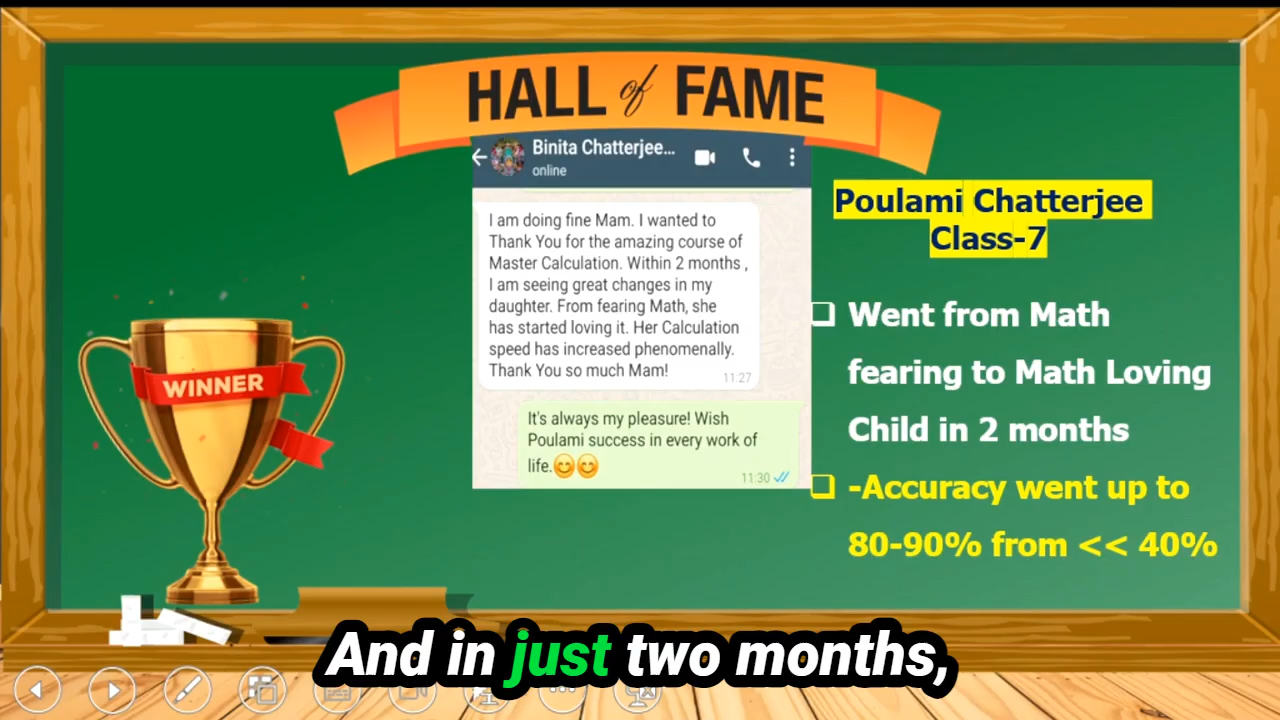 HALL of FAME
Binita Chatterjee...
online
I am doing fine Mam. I wanted to
Thank You for the amazing course of
Master Calculation. Within 2 months ,
I am seeing great changes in my
daughter. From fearing Math, she
has started loving it. Her Calculation
speed has increased phenomenally.
Thank You so much Mam!
11:27
It's always my pleasure! Wish
Poulami success in every work of
life.😊😊
11:30
Poulami Chatterjee
Class-7
Went from Math
fearing to Math Loving
Child in 2 months
-Accuracy went up to
80-90% from << 40%
WINNER
And in just two months,